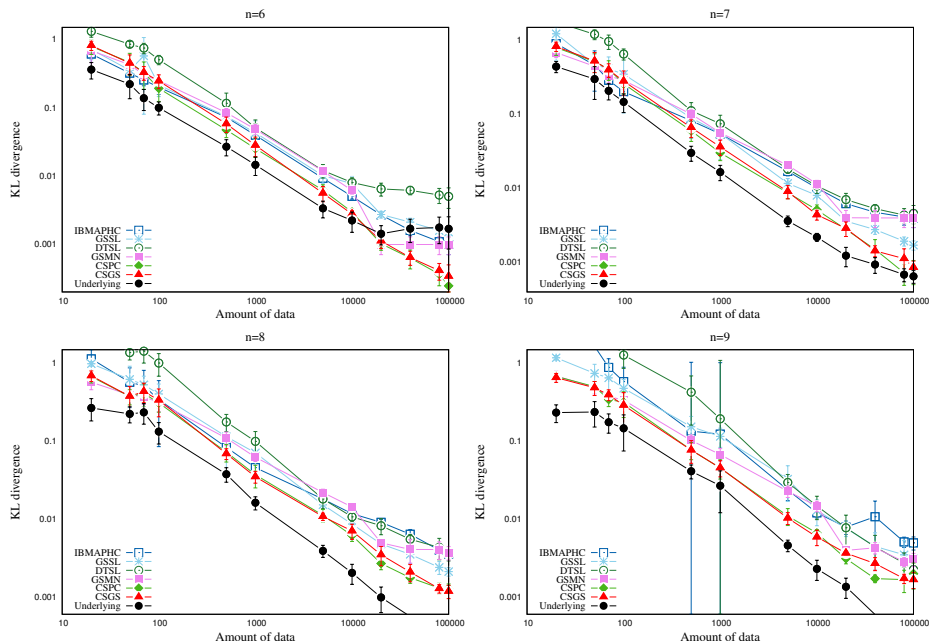 n=6
1
0.1
0.01
0.001
KL divergence
IBMAPHC
GSSL
DTSL
GSMN
CSPC
CSGS
Underlying
10 100 1000 10000 100000
Amount of data
n=7
1
0.1
0.01
0.001
KL divergence
IBMAPHC
GSSL
DTSL
GSMN
CSPC
CSGS
Underlying
10 100 1000 10000 100000
Amount of data
n=8
1
0.1
0.01
0.001
KL divergence
IBMAPHC
GSSL
DTSL
GSMN
CSPC
CSGS
Underlying
10 100 1000 10000 100000
Amount of data
n=9
1
0.1
0.01
0.001
KL divergence
IBMAPHC
GSSL
DTSL
GSMN
CSPC
CSGS
Underlying
10 100 1000 10000 100000
Amount of data